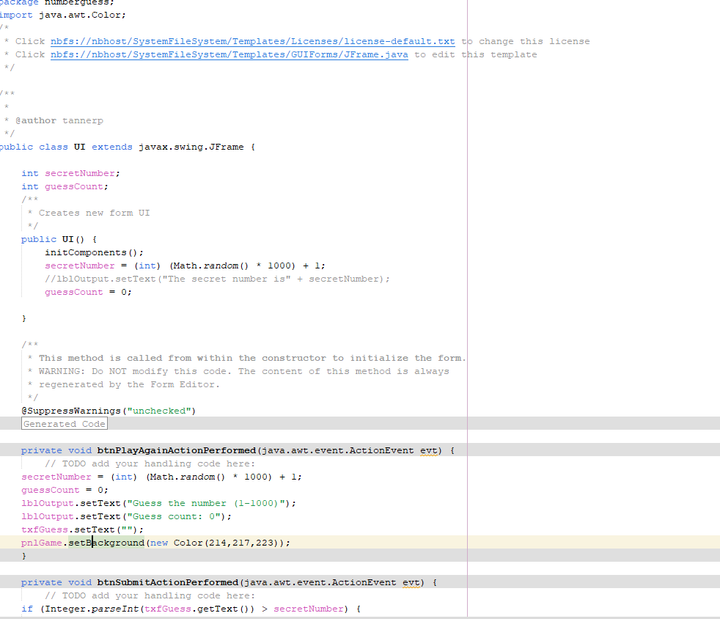 package numberguess;
import java.awt.Color;
/*
* Click nbfs://nbhost/SystemFileSystem/Templates/Licenses/license-default.txt to change this license
* Click nbfs://nbhost/SystemFileSystem/Templates/GUIForms/JFrame.java to edit this template
*/
/**
*
* @author tannerp
*/
public class UI extends javax.swing.JFrame {
int secretNumber;
int guessCount;
/**
* Creates new form UI
*/
public UI() {
initComponents();
secretNumber = (int) (Math.random() * 1000) + 1;
//lblOutput.setText("The secret number is" + secretNumber);
guessCount = 0;
}
/**
* This method is called from within the constructor to initialize the form.
* WARNING: Do NOT modify this code. The content of this method is always
* regenerated by the Form Editor.
*/
@SuppressWarnings("unchecked")
Generated Code
private void btnPlayAgainActionPerformed(java.awt.event.ActionEvent evt) {
// TODO add your handling code here:
secretNumber = (int) (Math.random() * 1000) + 1;
guessCount = 0;
lblOutput.setText("Guess the number (1-1000)");
lblOutput.setText("Guess count: 0");
txfGuess.setText("");
pnlGame.setBackground(new Color(214,217,223));
}
private void btnSubmitActionPerformed(java.awt.event.ActionEvent evt) {
// TODO add your handling code here:
if (Integer.parseInt(txfGuess.getText()) > secretNumber) {